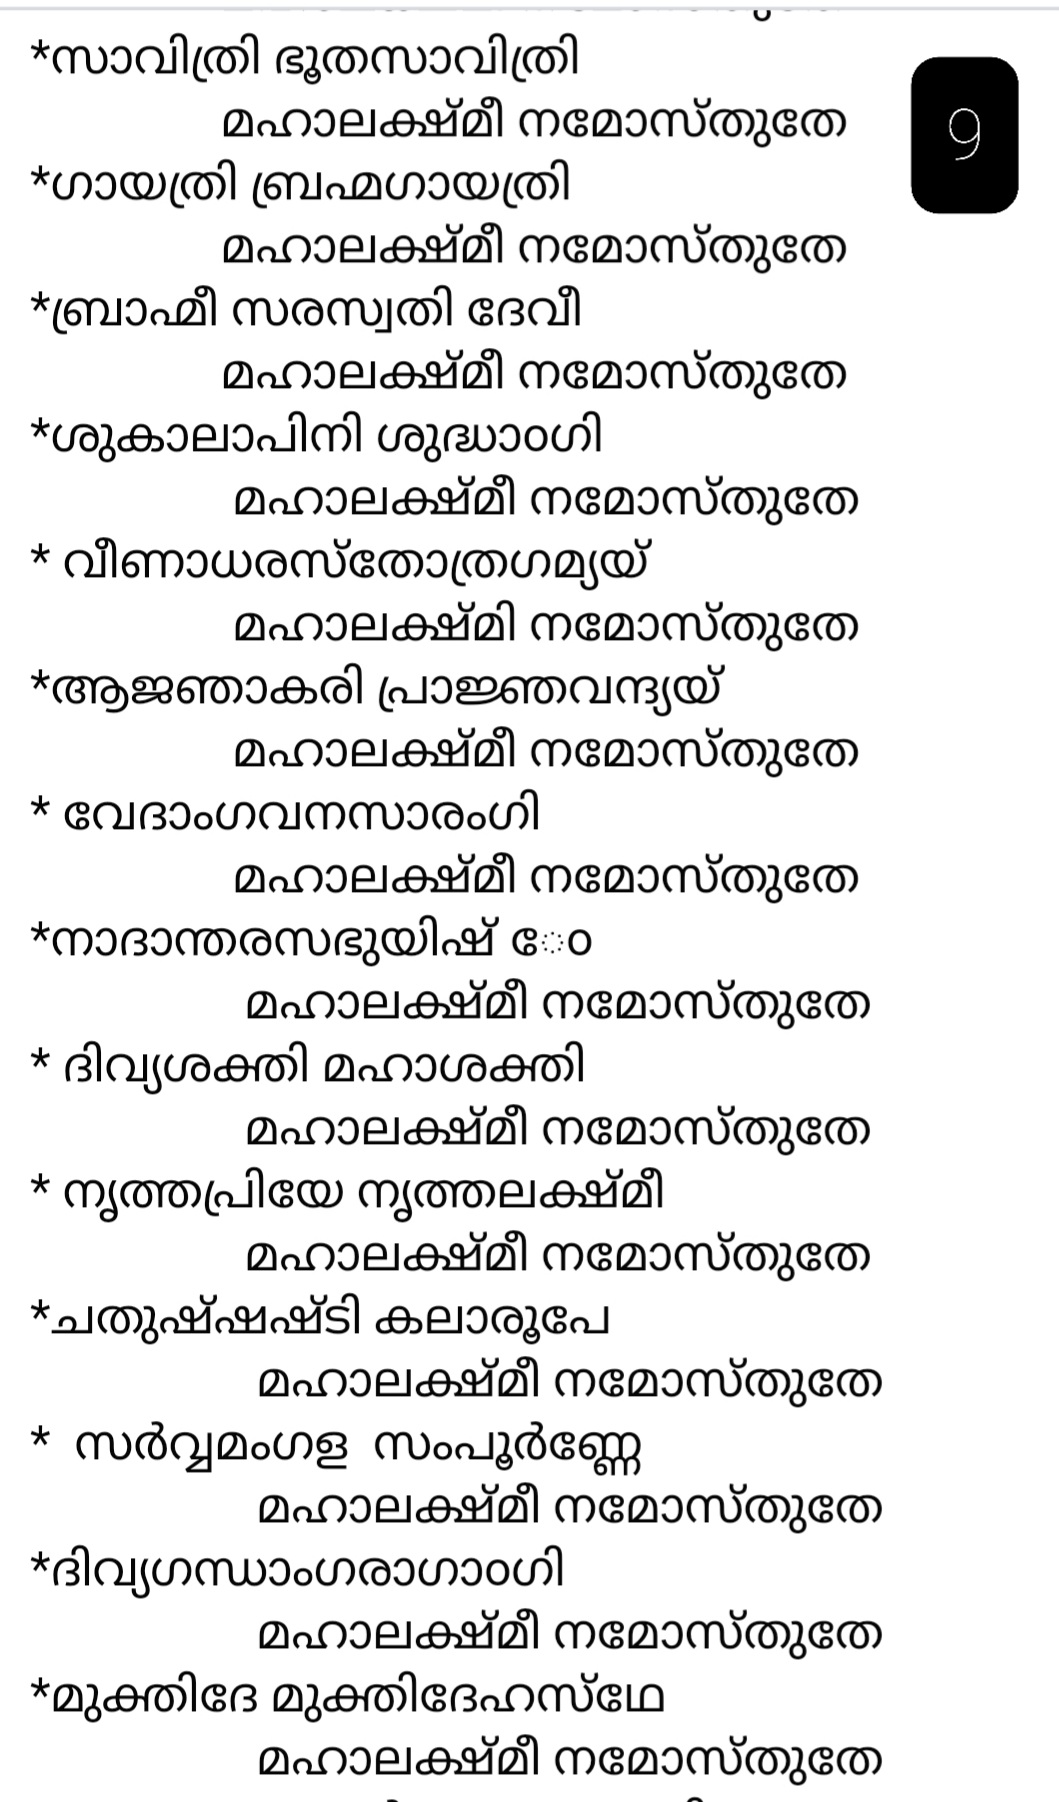 *സാവിത്രി ഭൂതസാവിത്രി
മഹാലക്ഷ്മീ നമോസ്തുതേ
9
*ഗായത്രി ബ്രഹ്മഗായത്രി
മഹാലക്ഷ്മീ നമോസ്തുതേ
*ബ്രാഹ്മീ സരസ്വതി ദേവീ
മഹാലക്ഷ്മീ നമോസ്തുതേ
*ശുകാലാപിനി ശുദ്ധാoഗി
മഹാലക്ഷ്മീ നമോസ്തുതേ
* വീണാധരസ്തോത്രഗമ്യയ്
മഹാലക്ഷ്മി നമോസ്തുതേ
*ആജഞാകരി പ്രാജ്ഞവന്ദ്യയ്
മഹാലക്ഷ്മീ നമോസ്തുതേ
* വേദാംഗവനസാരംഗി
മഹാലക്ഷ്മീ നമോസ്തുതേ
*നാദാന്തരസഭുയിഷ് േo
മഹാലക്ഷ്മീ നമോസ്തുതേ
* ദിവ്യശക്തി മഹാശക്തി
മഹാലക്ഷ്മീ നമോസ്തുതേ
* നൃത്തപ്രിയേ നൃത്തലക്ഷ്മീ
മഹാലക്ഷ്മീ നമോസ്തുതേ
*ചതുഷ്ഷഷ്ടി കലാരൂപേ
മഹാലക്ഷ്മീ നമോസ്തുതേ
* സർവ്വമംഗള സംപൂർണ്ണേ
മഹാലക്ഷ്മീ നമോസ്തുതേ
*ദിവ്യഗന്ധാംഗരാഗാoഗി
മഹാലക്ഷ്മീ നമോസ്തുതേ
*മുക്തിദേ മുക്തിദേഹസ്ഥേ
മഹാലക്ഷ്മീ നമോസ്തുതേ